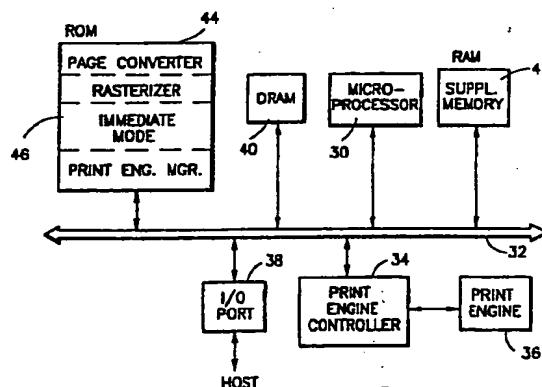 ROM
44
PAGE CONVERTER
RASTERIZER
IMMEDIATE
MODE
PRINT ENG. MGR.
46
DRAM
40
MICRO-
PROCESSOR
30
RAM
SUPPL.
MEMORY
4
32
38
I/O
PORT
HOST
34
PRINT
ENGINE
CONTROLLER
PRINT
ENGINE
36